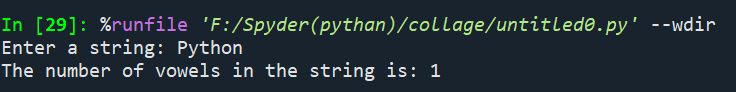 In [29]: %runfile 'F:/Spyder(pythan)/collage/untitled0.py' --wdir
Enter a string: Python
The number of vowels in the string is: 1